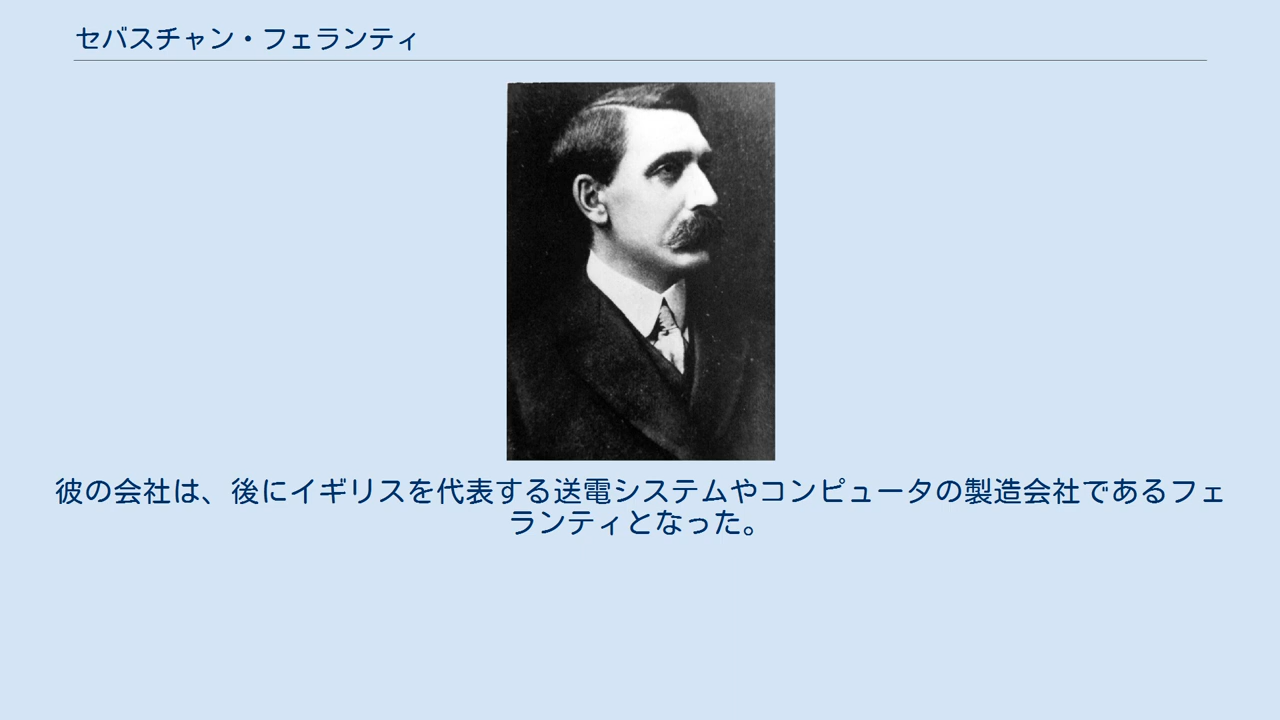 セバスチャン・フェランティ
彼の会社は、後にイギリスを代表する送電システムやコンピュータの製造会社であるフェ
ランティとなった。